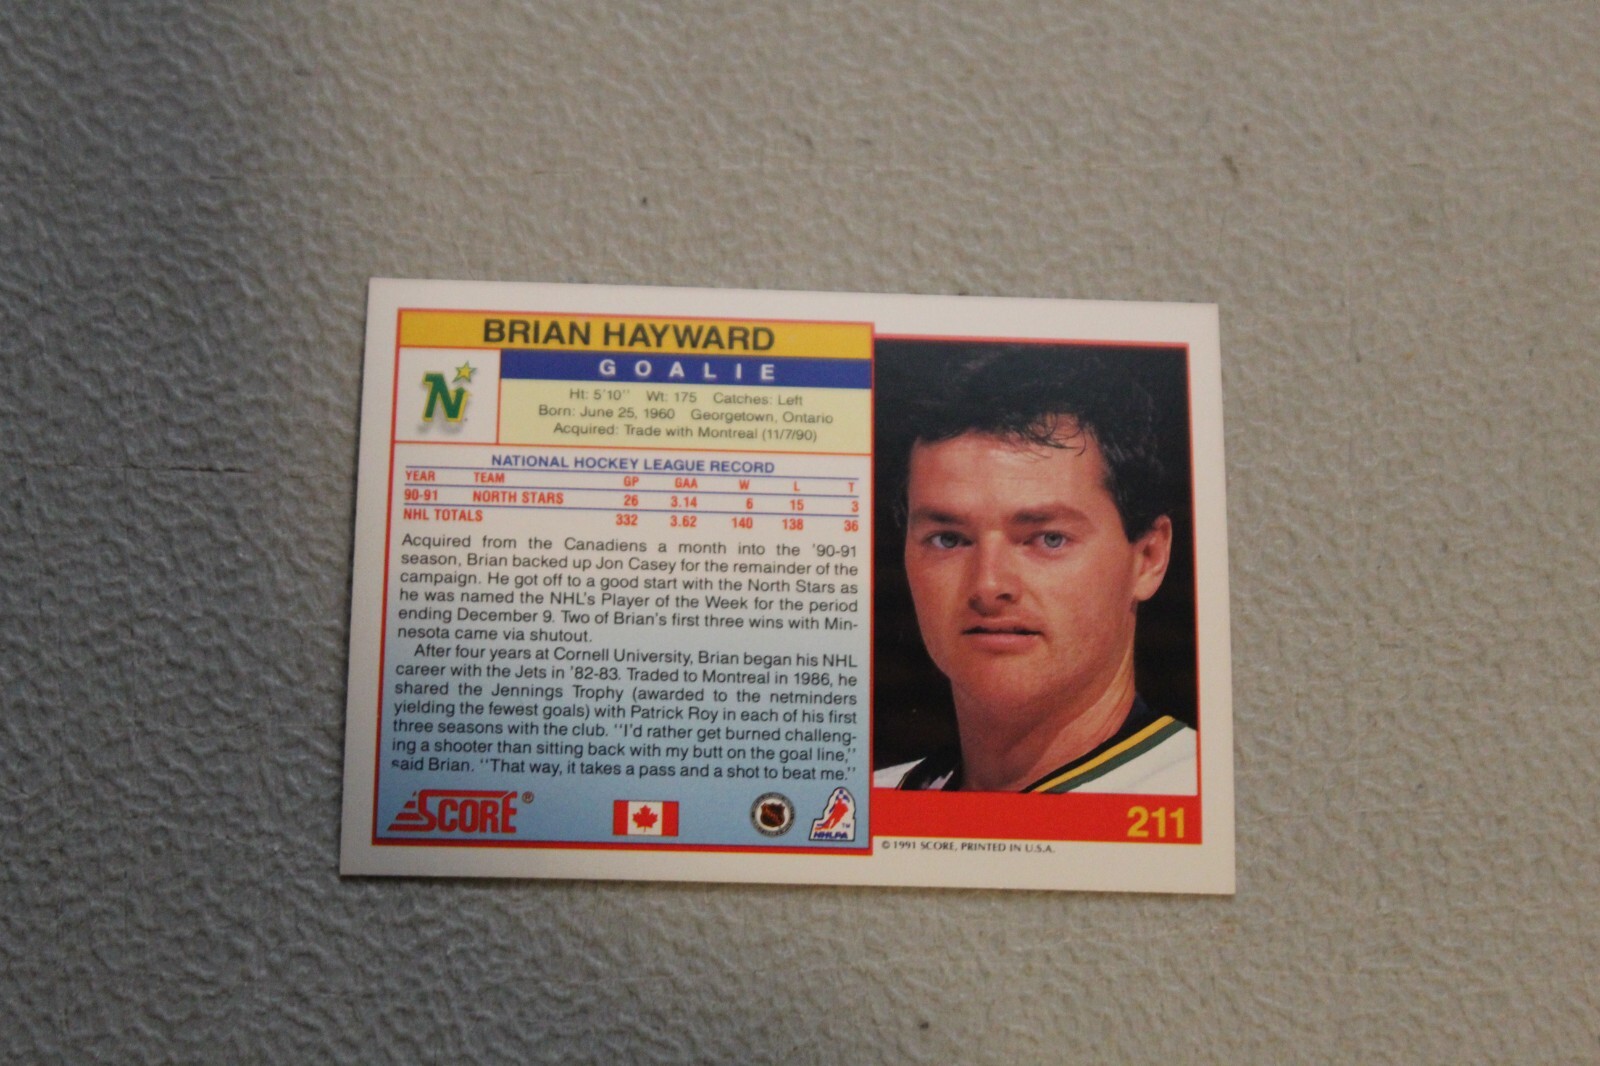 BRIAN HAYWARD
GOALIE
N
Ht: 5'10" Wt: 175 Catches: Left
Born: June 25, 1960 Georgetown, Ontario
Acquired: Trade with Montreal (11/7/90)
NATIONAL HOCKEY LEAGUE RECORD
YEAR TEAM GP GAA W L T
90-91 NORTH STARS 26 3.14 6 15 3
NHL TOTALS 332 3.62 140 138 36
Acquired from the Canadiens a month into the '90-91
season, Brian backed up Jon Casey for the remainder of the
campaign. He got off to a good start with the North Stars as
he was named the NHL's Player of the Week for the period
ending December 9. Two of Brian's first three wins with Min-
nesota came via shutout.
After four years at Cornell University, Brian began his NHL
career with the Jets in '82-83. Traded to Montreal in 1986, he
shared the Jennings Trophy (awarded to the netminders
yielding the fewest goals) with Patrick Roy in each of his first
three seasons with the club. "I'd rather get burned challeng-
ing a shooter than sitting back with my butt on the goal line,"
said Brian. "That way, it takes a pass and a shot to beat me."
SCORE®
NHLPA TM
211
© 1991 SCORE, PRINTED IN U.S.A.